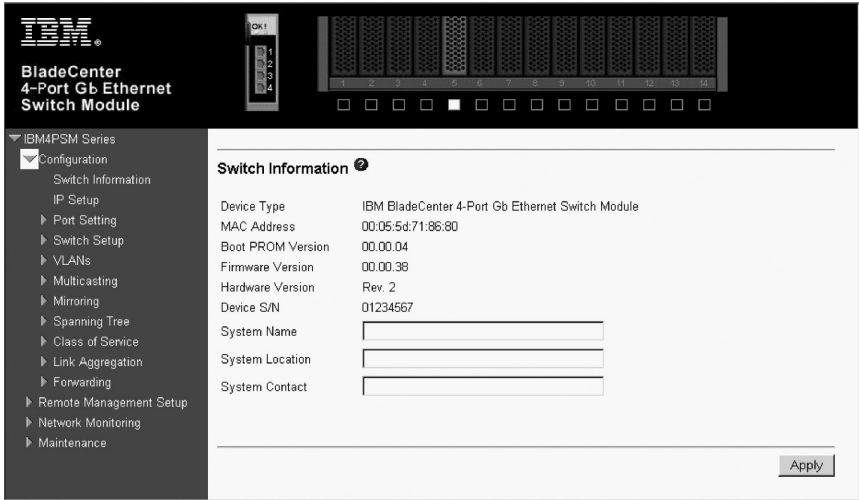 IBM®
BladeCenter
4-Port Gb Ethernet
Switch Module
OK!
1
2
3
4
1 2 3 4 5 6 7 8 9 10 11 12 13 14
IBM4PSM Series
Configuration
Switch Information
IP Setup
Port Setting
Switch Setup
VLANs
Multicasting
Mirroring
Spanning Tree
Class of Service
Link Aggregation
Forwarding
Remote Management Setup
Network Monitoring
Maintenance
Switch Information ?
Device Type IBM BladeCenter 4-Port Gb Ethernet Switch Module
MAC Address 00:05:5d:71:86:80
Boot PROM Version 00.00.04
Firmware Version 00.00.38
Hardware Version Rev. 2
Device S/N 01234567
System Name
System Location
System Contact
Apply